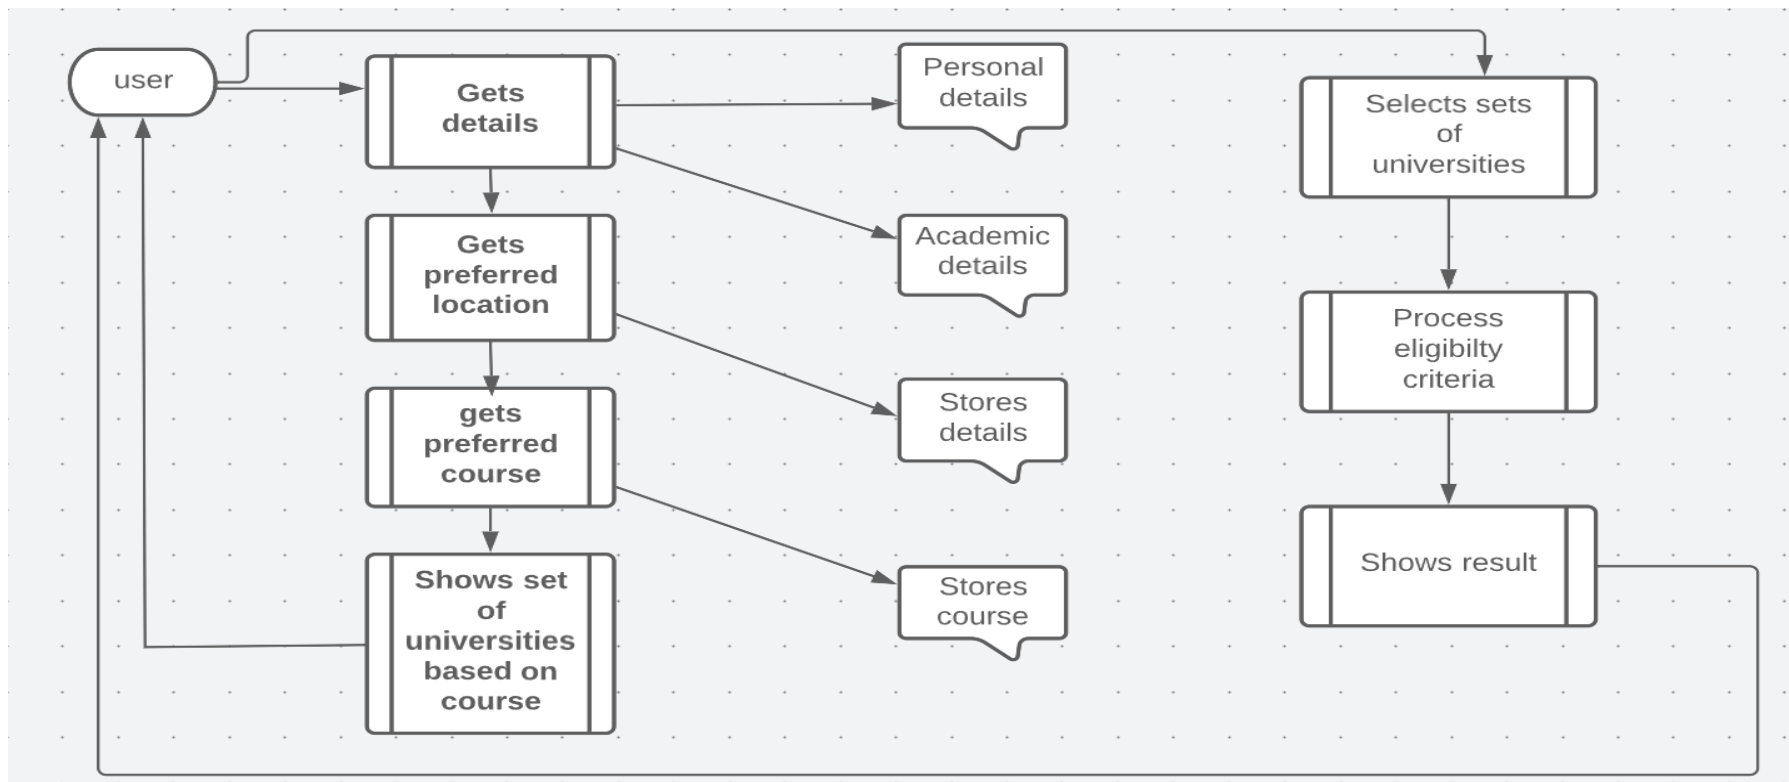 user
Gets
details
Gets
preferred
location
gets
preferred
course
Shows set
of
universities
based on
course
Personal
details
Academic
details
Stores
details
Stores
course
Selects sets
of
universities
Process
eligibilty
criteria
Shows result